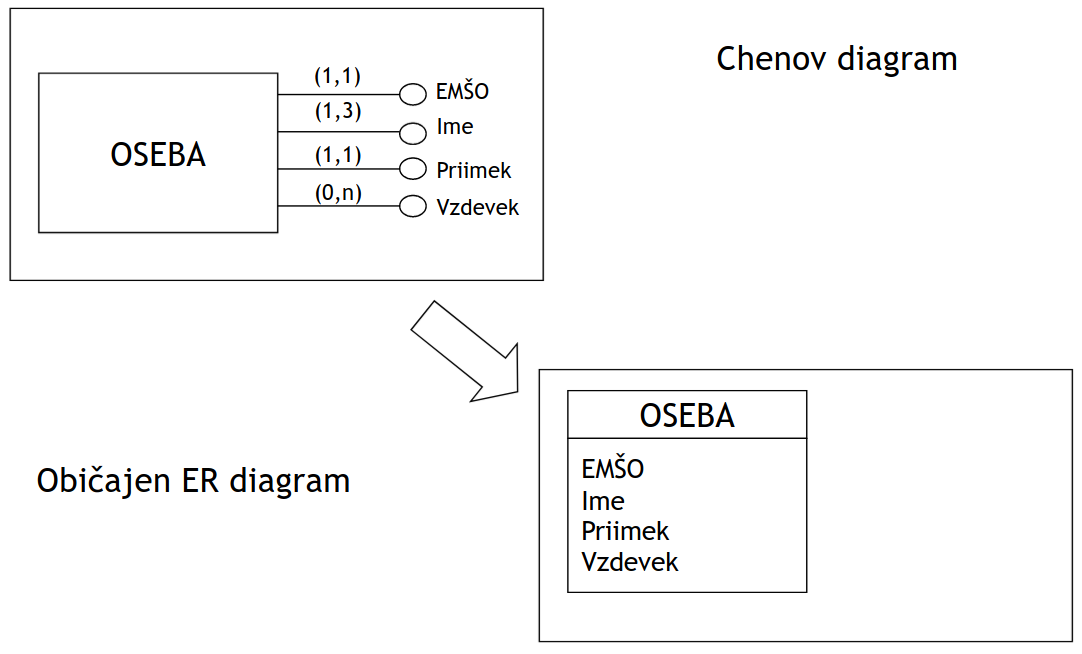 Chenov diagram
OSEBA
(1,1)
EMŠO
(1,3)
Ime
(1,1)
Priimek
(0,n)
Vzdevek
Običajen ER diagram
OSEBA
EMŠO
Ime
Priimek
Vzdevek